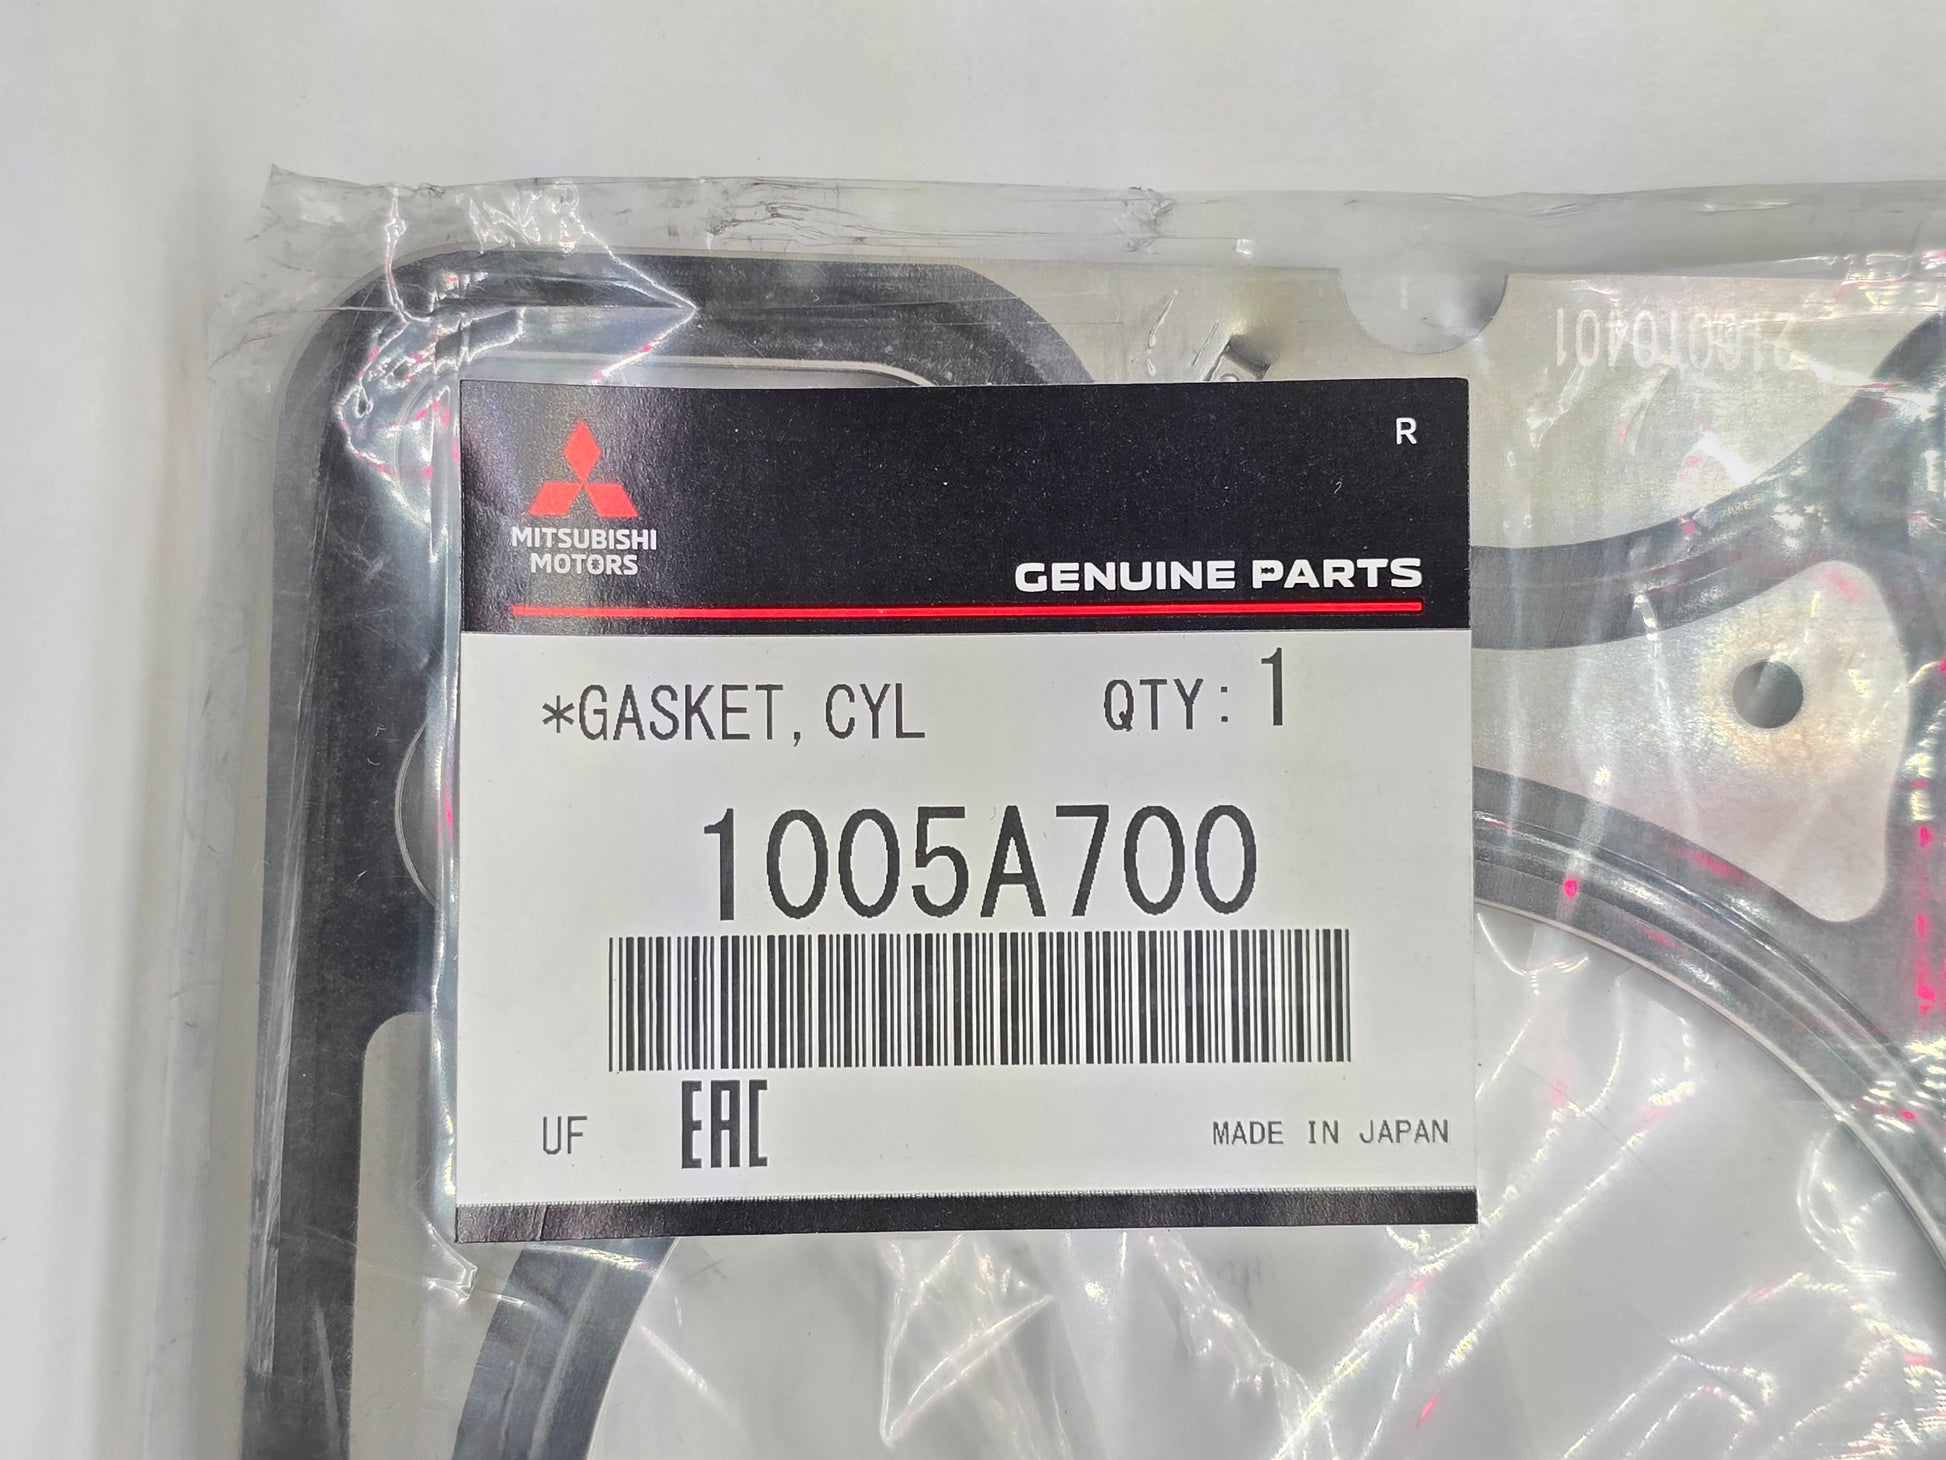 R
MITSUBISHI
MOTORS
GENUINE PARTS
*GASKET, CYL QTY: 1
1005A700
UF EAC MADE IN JAPAN